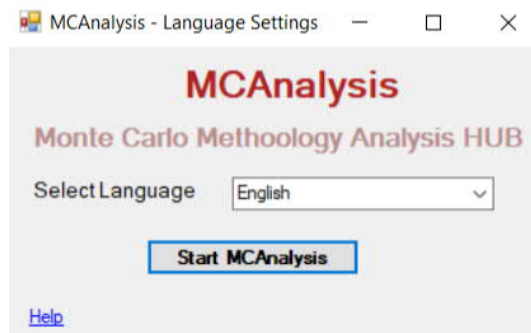 MCAnalysis - Language Settings
MCAnalysis
Monte Carlo Methoology Analysis HUB
Select Language English
Start MCAnalysis
Help